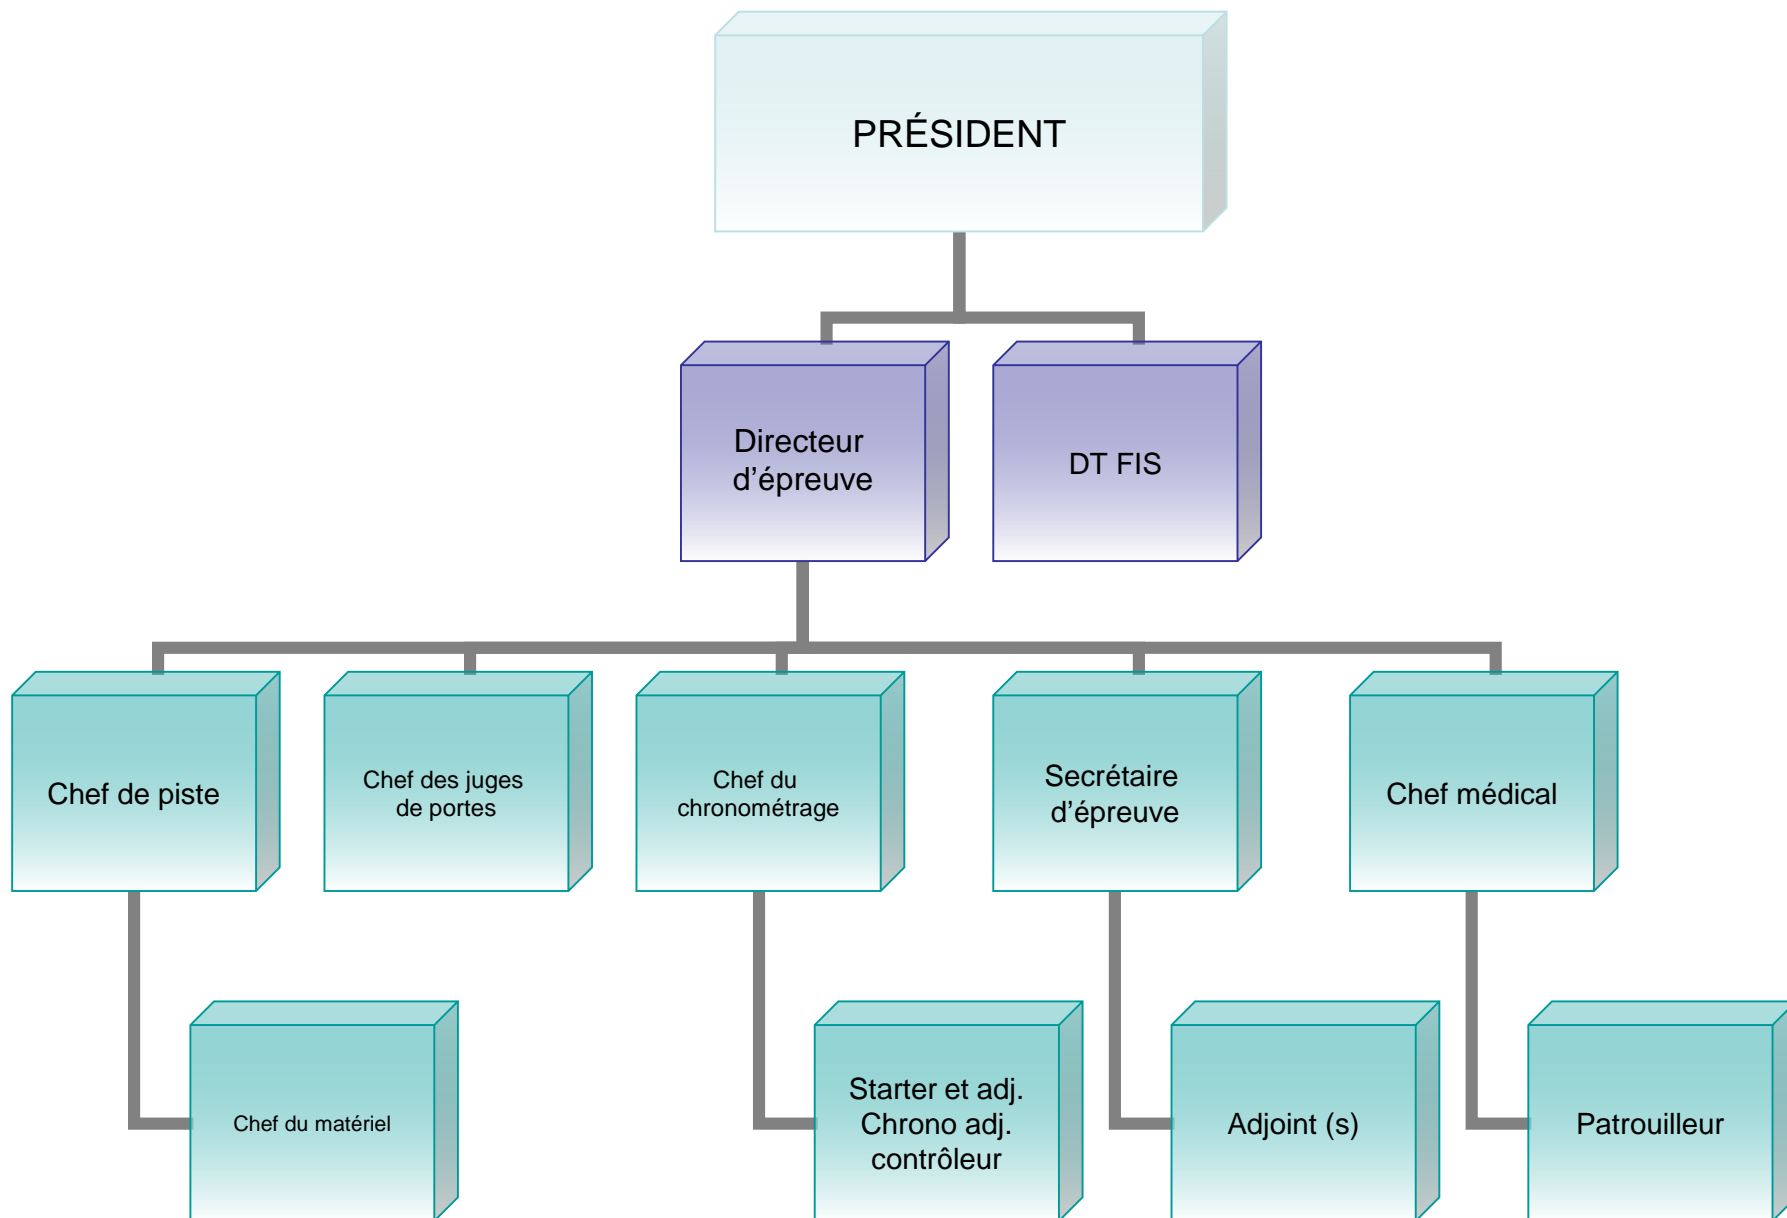 PRÉSIDENT
Directeur
d’épreuve
DT FIS
Chef de piste
Chef des juges
de portes
Chef du
chronométrage
Secrétaire
d’épreuve
Chef médical
Chef du matériel
Starter et adj.
Chrono adj.
contrôleur
Adjoint (s)
Patrouilleur